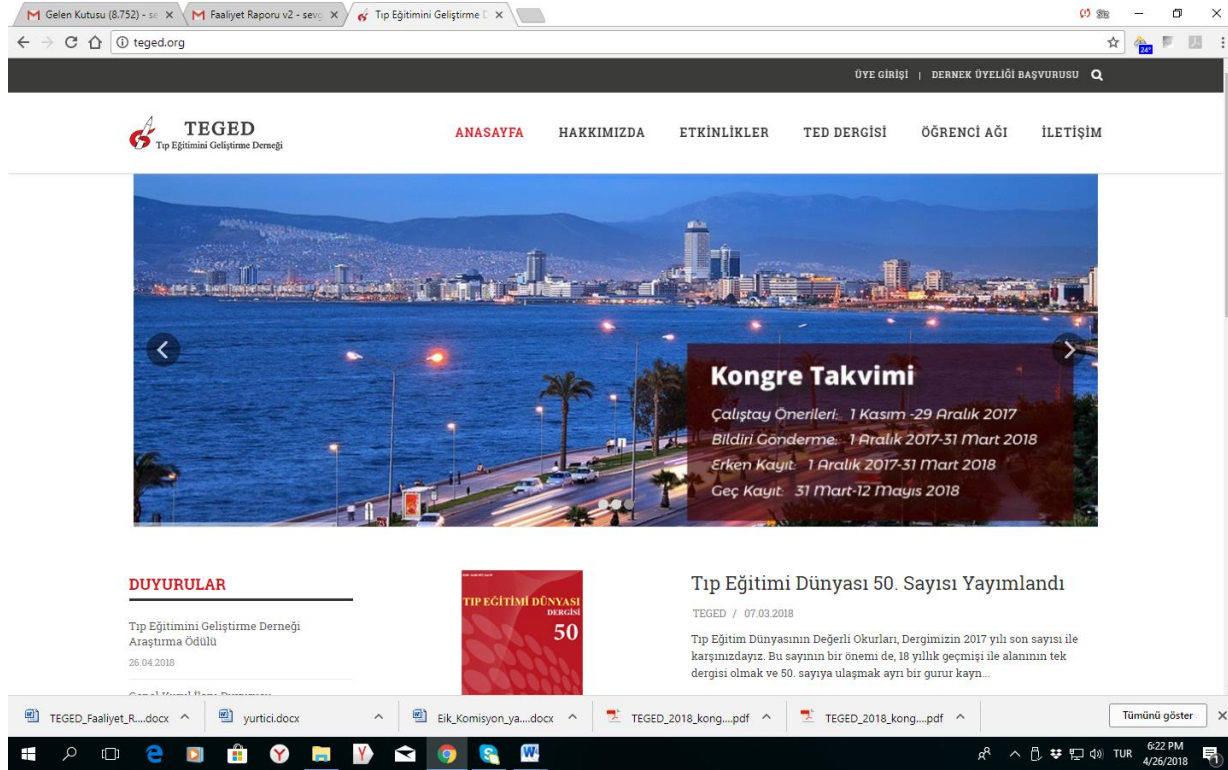 Gelen Kutusu (8.752) - se
Faaliyet Raporu v2 - sevg
Tıp Eğitimini Geliştirme D
teged.org
24°
ÜYE GİRİŞİ | DERNEK ÜYELİĞİ BAŞVURUSU
TEGED
Tıp Eğitimini Geliştirme Derneği
ANASAYFA HAKKIMIZDA ETKİNLİKLER TED DERGİSİ ÖĞRENCİ AĞI İLETİŞİM
Kongre Takvimi
Çalıştay Önerileri: 1 Kasım -29 Aralık 2017
Bildiri Gönderme: 1 Aralık 2017-31 Mart 2018
Erken Kayıt: 1 Aralık 2017-31 Mart 2018
Geç Kayıt: 31 Mart-12 Mayıs 2018
DUYURULAR
Tıp Eğitimini Geliştirme Derneği
Araştırma Ödülü
26.04.2018
TIP EĞİTİMİ DÜNYASI
DERGİSİ
50
Tıp Eğitimi Dünyası 50. Sayısı Yayımlandı
TEGED / 07.03.2018
Tıp Eğitim Dünyasının Değerli Okurları, Dergimizin 2017 yılı son sayısı ile
karşınızdayız. Bu sayının bir önemi de, 18 yıllık geçmişi ile alanının tek
dergisi olmak ve 50. sayıya ulaşmak ayrı bir gurur kayn...
TEGED_Faaliyet_R....docx
yurtici.docx
Eik_Komisyon_ya....docx
TEGED_2018_kong....pdf
TEGED_2018_kong....pdf
Tümünü göster
TUR
6:22 PM
4/26/2018